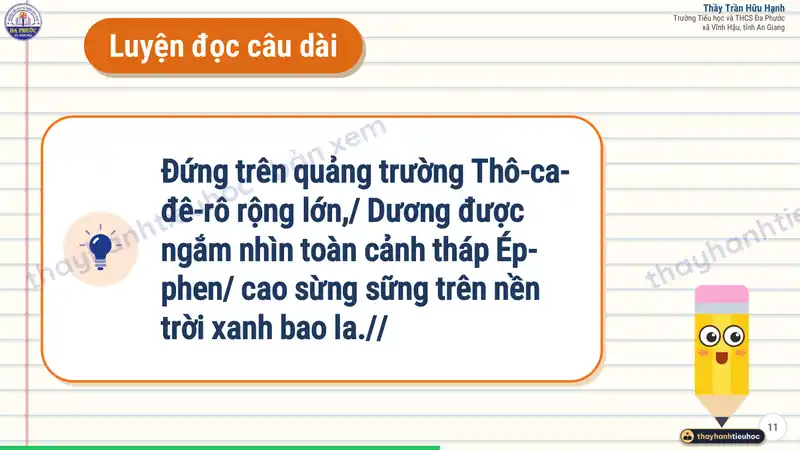 Thầy Trần Hữu Hạnh
Trường Tiểu học và THCS Đa Phước
xã Vĩnh Hậu, tỉnh An Giang
ĐA PHƯỚC
Luyện đọc câu dài
Đứng trên quảng trường Thô-ca-
đê-rô rộng lớn,/ Dương được
ngắm nhìn toàn cảnh tháp Ép-
phen/ cao sừng sững trên nền
trời xanh bao la.//
thayhanhtieuhoc
11